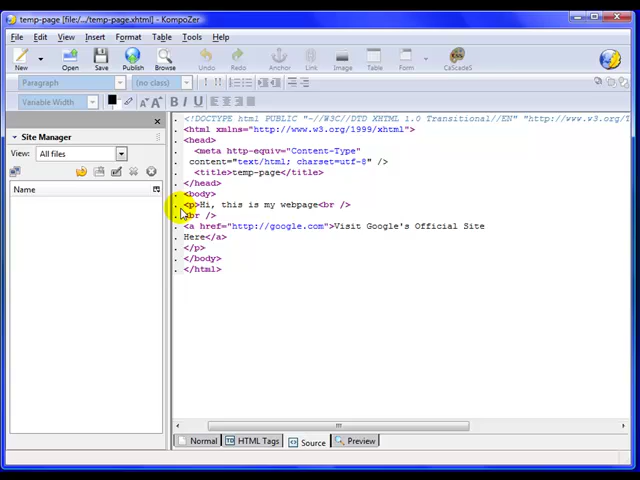 temp-page [file:/.../temp-page.xhtml] - KompoZer
File Edit View Insert Format Table Tools Help
New Open Save Publish Browse Undo Redo Anchor Link Image Table Form CaScadeS
Paragraph (no class)
Variable Width A A B I U
Site Manager
View: All files
Name
<!DOCTYPE html PUBLIC "-//W3C//DTD XHTML 1.0 Transitional//EN" "http://www.w3.
<html xmlns="http://www.w3.org/1999/xhtml">
<head>
<meta http-equiv="Content-Type"
content="text/html; charset=utf-8" />
<title>temp-page</title>
</head>
<body>
<p>Hi, this is my webpage<br />
<br />
<a href="http://google.com">Visit Google's Official Site
Here</a>
</p>
</body>
</html>
Normal HTML Tags Source Preview